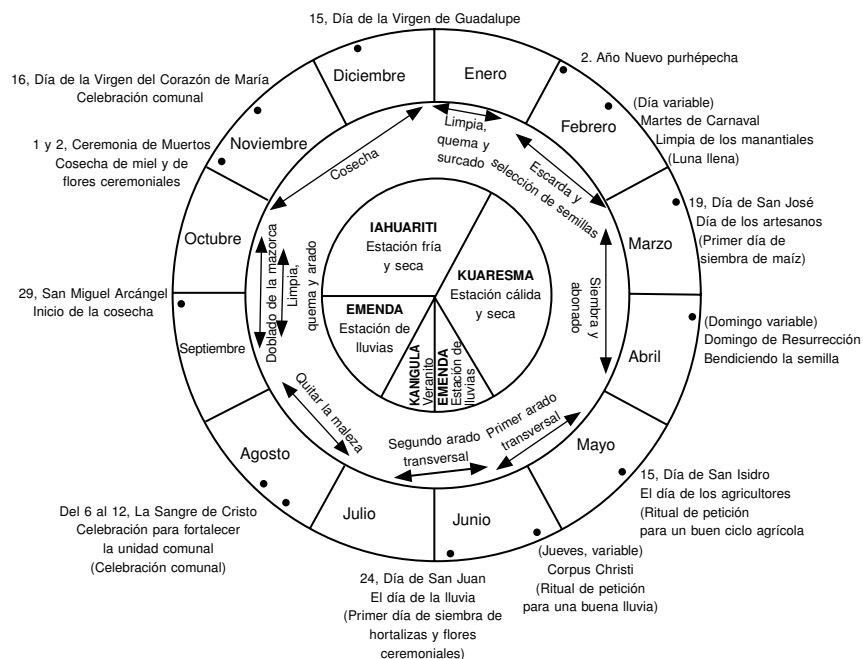 15, Día de la Virgen de Guadalupe
2. Año Nuevo purhépecha
(Día variable)
Martes de Carnaval
Limpia de los manantiales
(Luna llena)
19, Día de San José
Día de los artesanos
(Primer día de
siembra de maíz)
(Domingo variable)
Domingo de Resurrección
Bendiciendo la semilla
15, Día de San Isidro
El día de los agricultores
(Ritual de petición
para un buen ciclo agrícola
(Jueves, variable)
Corpus Christi
(Ritual de petición
para una buena lluvia)
24, Día de San Juan
El día de la lluvia
(Primer día de siembra de
hortalizas y flores
ceremoniales)
Del 6 al 12, La Sangre de Cristo
Celebración para fortalecer
la unidad comunal
(Celebración comunal)
29, San Miguel Arcángel
Inicio de la cosecha
1 y 2, Ceremonia de Muertos
Cosecha de miel y de
flores ceremoniales
16, Día de la Virgen del Corazón de María
Celebración comunal
Enero
Febrero
Marzo
Abril
Mayo
Junio
Julio
Agosto
Septiembre
Octubre
Noviembre
Diciembre
Limpia,
quema y
surcado
Escarda y
selección de semillas
Siembra y
abonado
Primer arado
transversal
Segundo arado
transversal
Quitar la maleza
Doblado de la mazorca
Limpia,
quema y arado
Cosecha
IAHUARITI
Estación fría
y seca
KUARESMA
Estación cálida
y seca
EMENDA
Estación de
lluvias
KANIGULA
Veranito
EMENDA
Estación de
lluvias